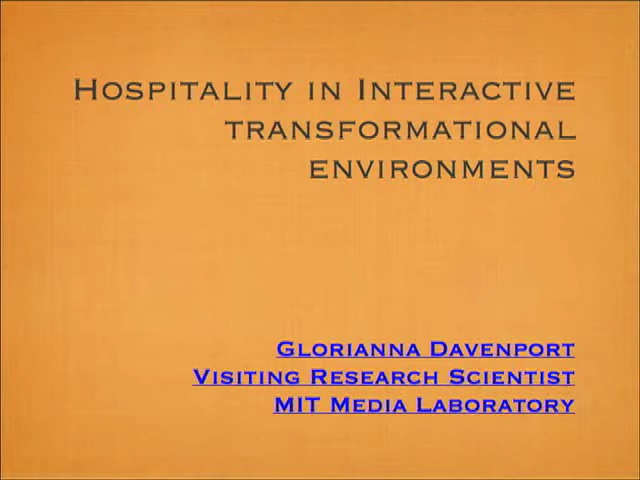 Hospitality in Interactive
transformational
environments
Glorianna Davenport
Visiting Research Scientist
MIT Media Laboratory